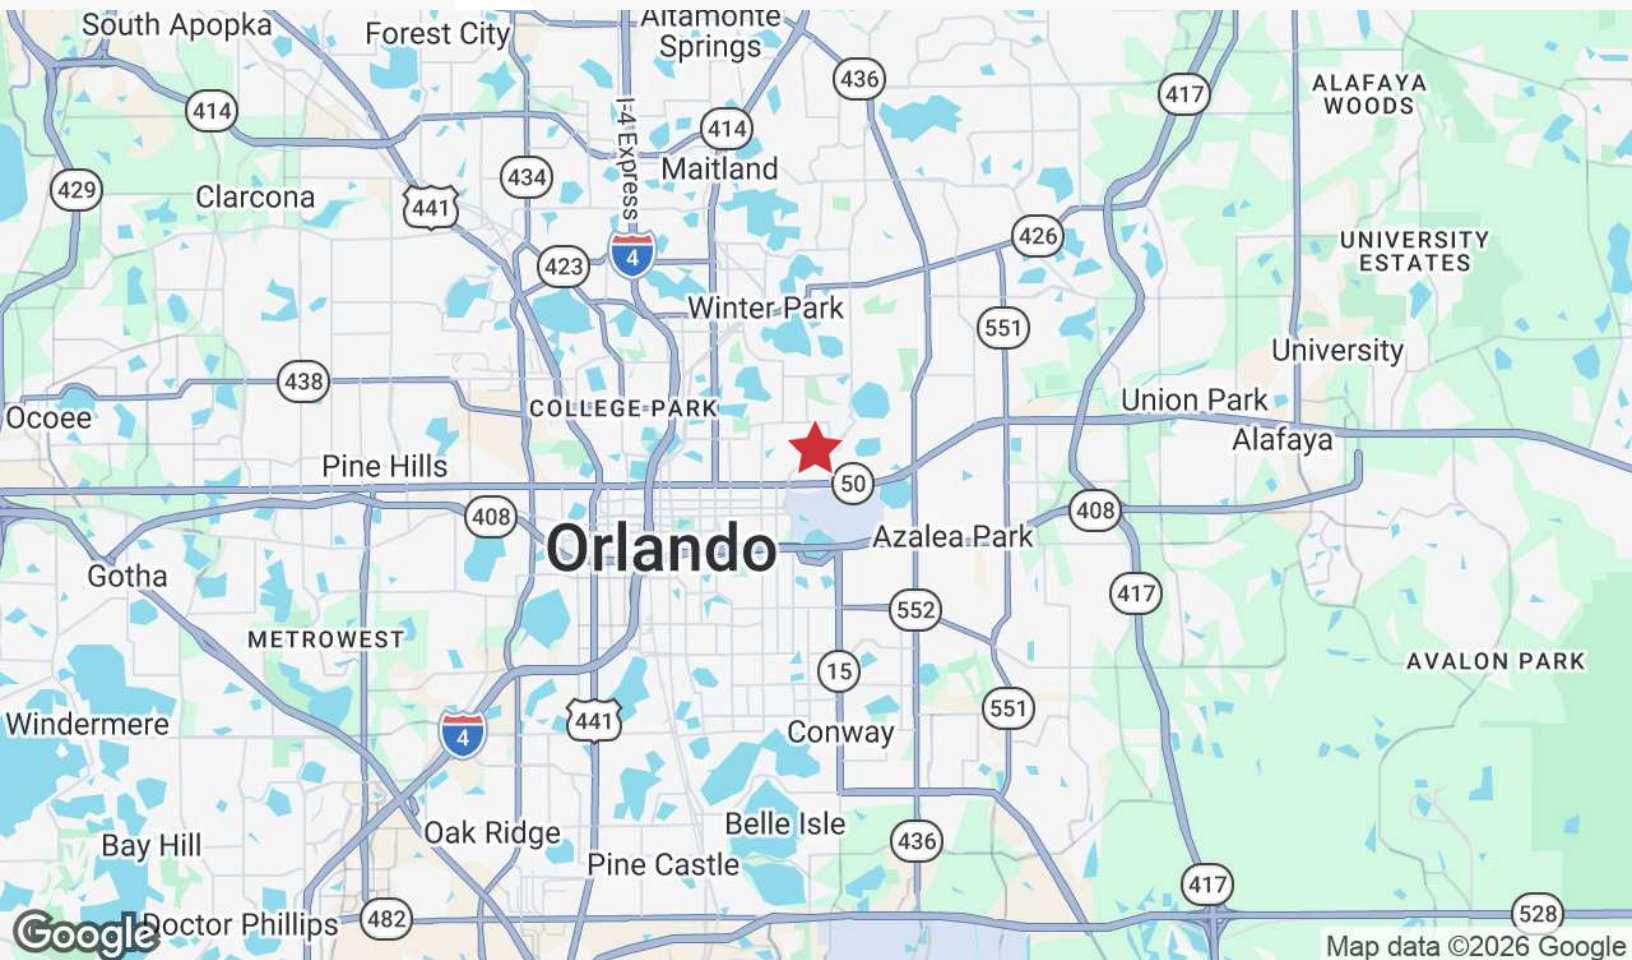 South Apopka
Forest City
Altamonte
Springs
436
417
ALAFAYA
WOODS
414
414
I-4 Express
Maitland
434
429
Clarcona
441
426
UNIVERSITY
ESTATES
423
4
Winter Park
551
University
438
Ocoee
COLLEGE PARK
Union Park
Alafaya
Pine Hills
50
408
408
Orlando
Azalea Park
Gotha
417
552
METROWEST
AVALON PARK
15
551
Windermere
441
4
Conway
Belle Isle
Oak Ridge
436
Bay Hill
Pine Castle
417
Doctor Phillips
482
528
Google
Map data ©2026 Google